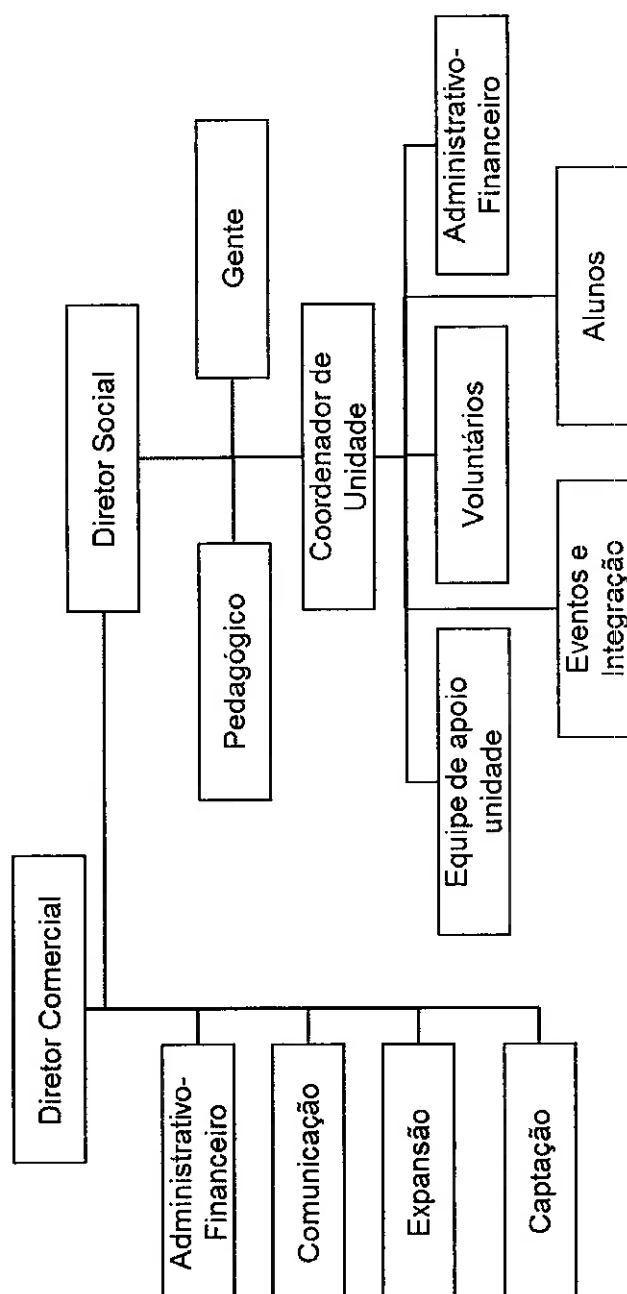 Diretor Comercial
Administrativo-
Financeiro
Comunicação
Expansão
Captação
Diretor Social
Pedagógico
Gente
Coordenador de
Unidade
Equipe de apoio
unidade
Voluntários
Administrativo-
Financeiro
Eventos e
Integração
Alunos